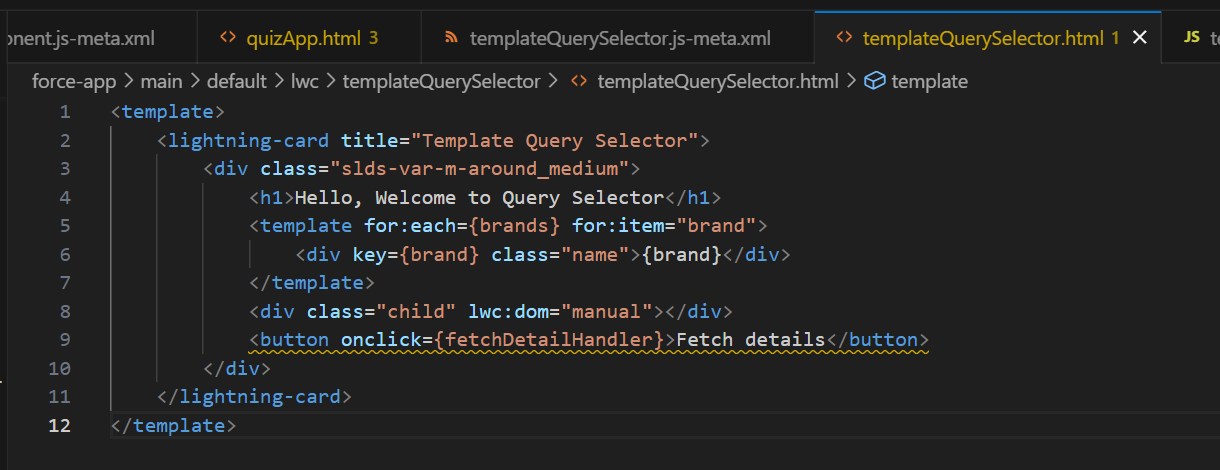 onent.js-meta.xml quizApp.html 3 templateQuerySelector.js-meta.xml templateQuerySelector.html 1 JS
force-app > main > default > lwc > templateQuerySelector > templateQuerySelector.html > template
1 <template>
2 <lightning-card title="Template Query Selector">
3 <div class="slds-var-m-around_medium">
4 <h1>Hello, Welcome to Query Selector</h1>
5 <template for:each={brands} for:item="brand">
6 <div key={brand} class="name">{brand}</div>
7 </template>
8 <div class="child" lwc:dom="manual"></div>
9 <button onclick={fetchDetailHandler}>Fetch details</button>
10 </div>
11 </lightning-card>
12 </template>